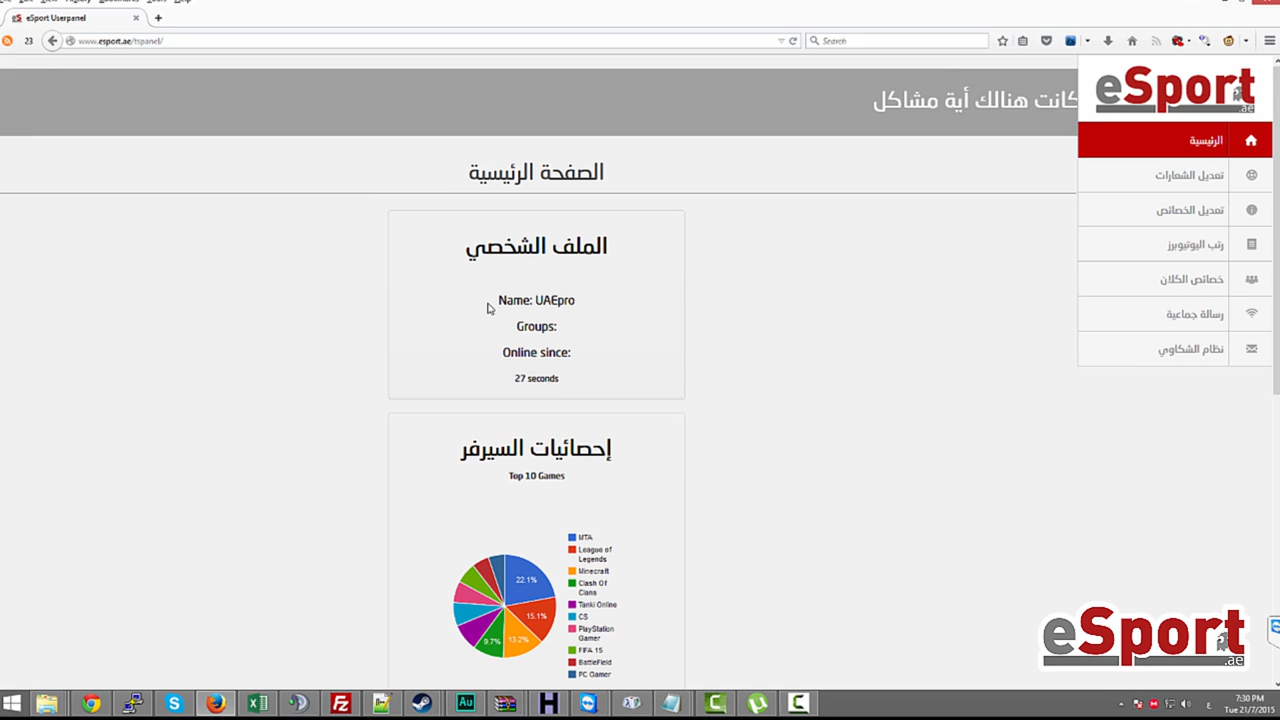 eSport Userpanel
23
www.esport.ae/tspanel/
Search
كانت هنالك أية مشاكل
eSport
.ae
الرئيسية
تعديل الشعارات
تعديل الخصائص
رتب اليوتيوبرز
خصائص الكلان
رسالة جماعية
نظام الشكاوي
الصفحة الرئيسية
الملف الشخصي
Name: UAEpro
Groups:
Online since:
27 seconds
إحصائيات السيرفر
Top 10 Games
22.1%
15.1%
13.2%
9.7%
MTA
League of
Legends
Minecraft
Clash Of
Clans
Tanki Online
CS
PlayStation
Gamer
FIFA 15
BattleField
PC Gamer
eSport
.ae
7:30 PM
Tue 21/7/2015